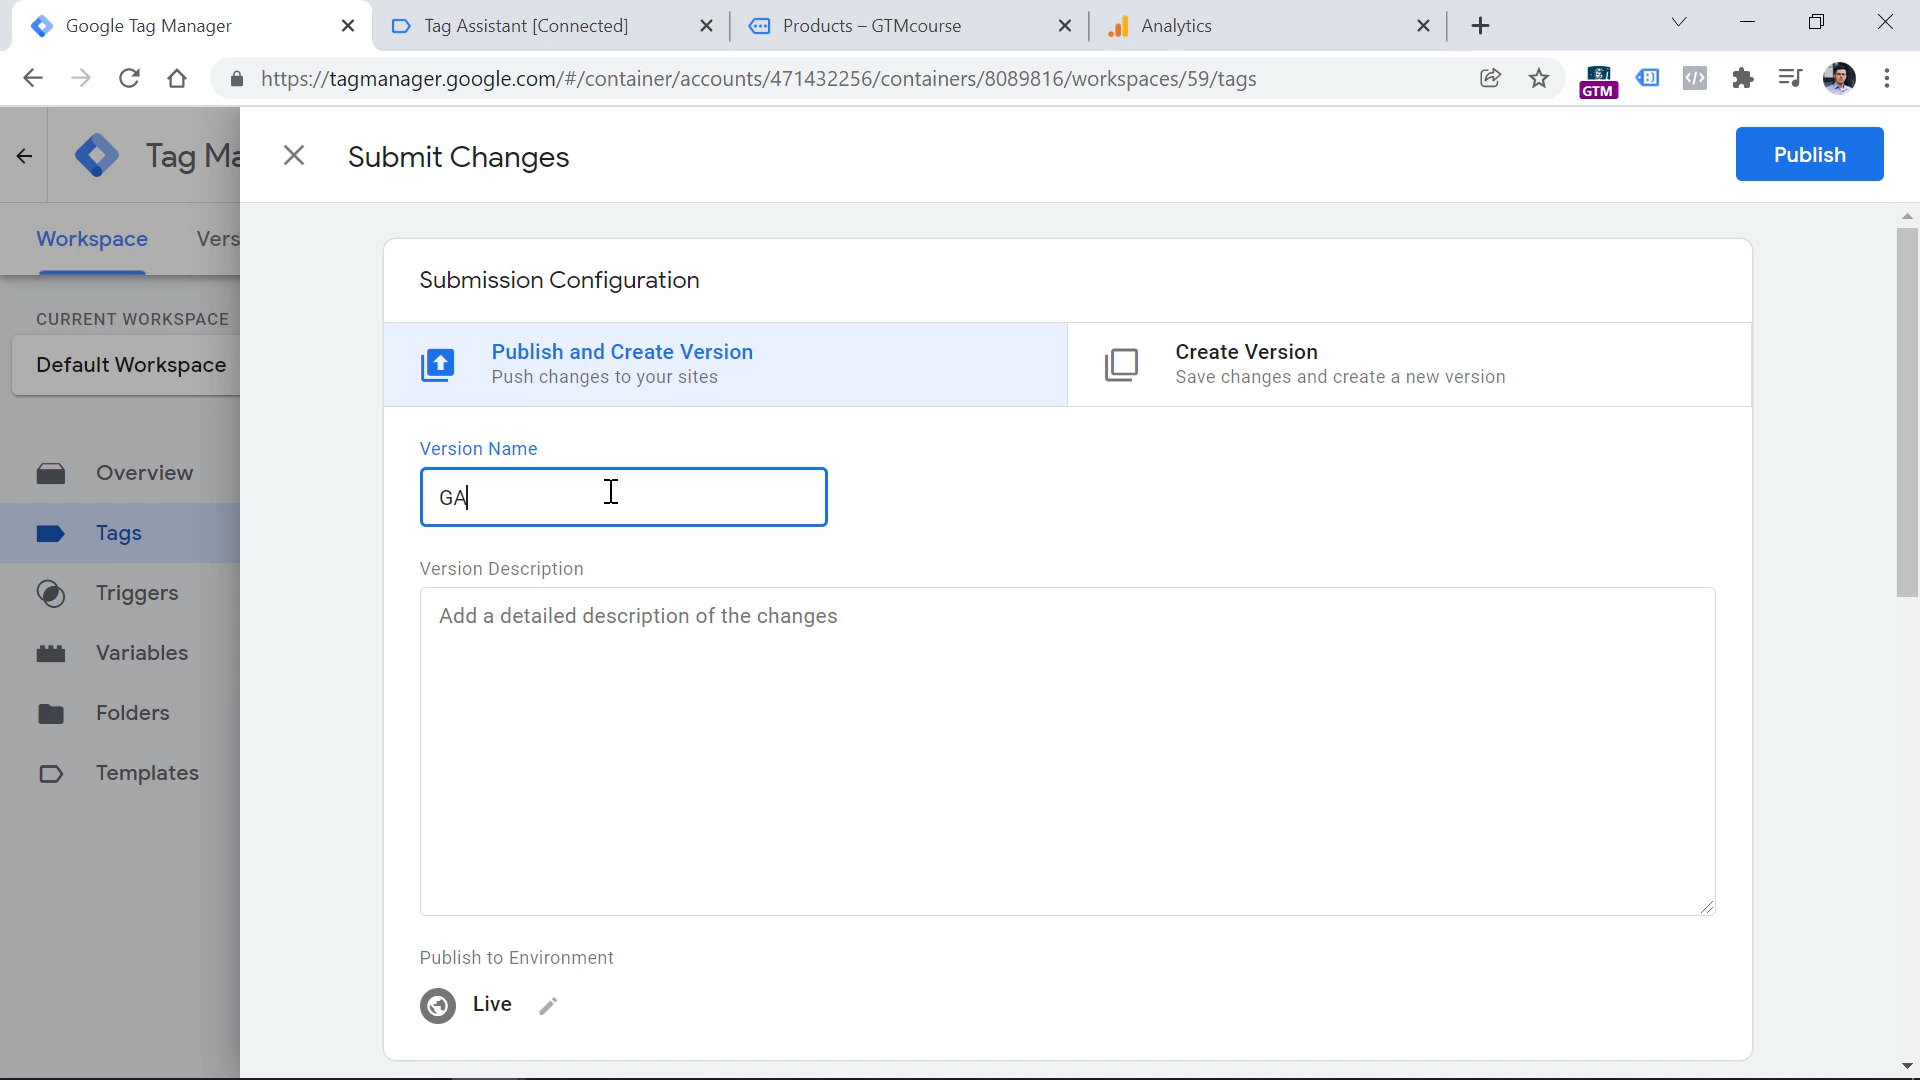 Google Tag Manager
Tag Assistant [Connected]
Products – GTMcourse
Analytics
https://tagmanager.google.com/#/container/accounts/471432256/containers/8089816/workspaces/59/tags
GTM
Tag Ma
Submit Changes
Publish
Workspace
Vers
Submission Configuration
CURRENT WORKSPACE
Default Workspace
Publish and Create Version
Push changes to your sites
Create Version
Save changes and create a new version
Version Name
GA
Overview
Tags
Triggers
Variables
Folders
Templates
Version Description
Add a detailed description of the changes
Publish to Environment
Live